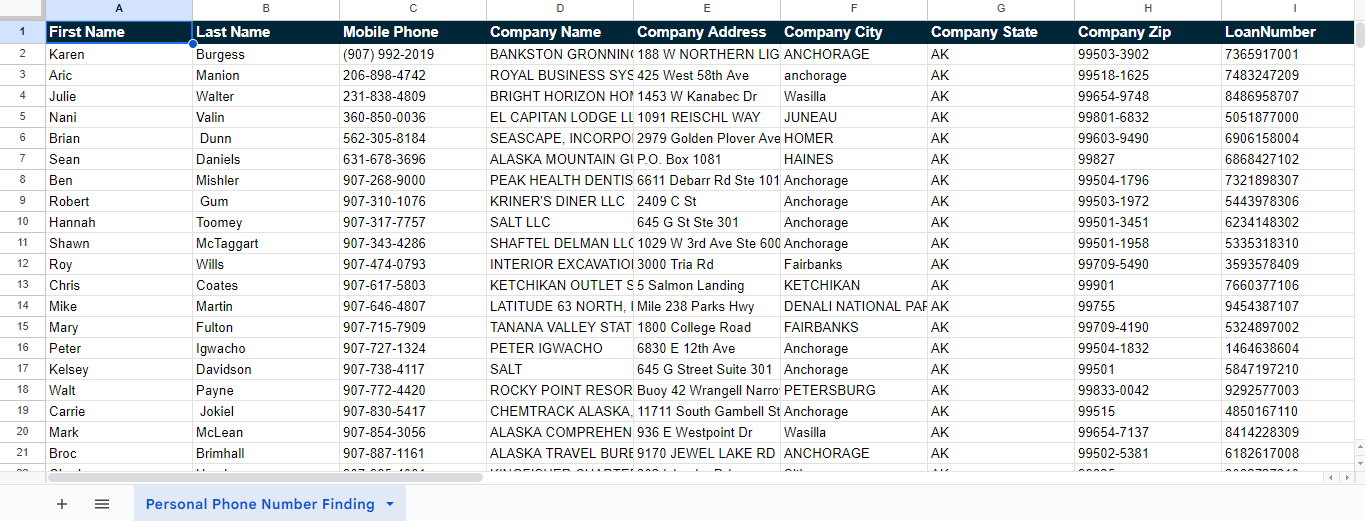 A B C D E F G H I
1 First Name Last Name Mobile Phone Company Name Company Address Company City Company State Company Zip LoanNumber
2 Karen Burgess (907) 992-2019 BANKSTON GRONNING 188 W NORTHERN LIG ANCHORAGE AK 99503-3902 7365917001
3 Aric Manion 206-898-4742 ROYAL BUSINESS SYS 425 West 58th Ave anchorage AK 99518-1625 7483247209
4 Julie Walter 231-838-4809 BRIGHT HORIZON HOM 1453 W Kanabec Dr Wasilla AK 99654-9748 8486958707
5 Nani Valin 360-850-0036 EL CAPITAN LODGE LL 1091 REISCHL WAY JUNEAU AK 99801-6832 5051877000
6 Brian Dunn 562-305-8184 SEASCAPE, INCORPO 2979 Golden Plover Ave HOMER AK 99603-9490 6906158004
7 Sean Daniels 631-678-3696 ALASKA MOUNTAIN GU P.O. Box 1081 HAINES AK 99827 6868427102
8 Ben Mishler 907-268-9000 PEAK HEALTH DENTIS 6611 Debarr Rd Ste 101 Anchorage AK 99504-1796 7321898307
9 Robert Gum 907-310-1076 KRINER'S DINER LLC 2409 C St Anchorage AK 99503-1972 5443978306
10 Hannah Toomey 907-317-7757 SALT LLC 645 G St Ste 301 Anchorage AK 99501-3451 6234148302
11 Shawn McTaggart 907-343-4286 SHAFTEL DELMAN LLC 1029 W 3rd Ave Ste 600 Anchorage AK 99501-1958 5335318310
12 Roy Wills 907-474-0793 INTERIOR EXCAVATIO 3000 Tria Rd Fairbanks AK 99709-5490 3593578409
13 Chris Coates 907-617-5803 KETCHIKAN OUTLET S 5 Salmon Landing KETCHIKAN AK 99901 7660377106
14 Mike Martin 907-646-4807 LATITUDE 63 NORTH, Mile 238 Parks Hwy DENALI NATIONAL PAR AK 99755 9454387107
15 Mary Fulton 907-715-7909 TANANA VALLEY STAT 1800 College Road FAIRBANKS AK 99709-4190 5324897002
16 Peter Igwacho 907-727-1324 PETER IGWACHO 6830 E 12th Ave Anchorage AK 99504-1832 1464638604
17 Kelsey Davidson 907-738-4117 SALT 645 G Street Suite 301 Anchorage AK 99501 5847197210
18 Walt Payne 907-772-4420 ROCKY POINT RESOR Buoy 42 Wrangell Narro PETERSBURG AK 99833-0042 9292577003
19 Carrie Jokiel 907-830-5417 CHEMTRACK ALASKA, 11711 South Gambell St Anchorage AK 99515 4850167110
20 Mark McLean 907-854-3056 ALASKA COMPREHEN 936 E Westpoint Dr Wasilla AK 99654-7137 8414228309
21 Broc Brimhall 907-887-1161 ALASKA TRAVEL BURE 9170 JEWEL LAKE RD ANCHORAGE AK 99502-5381 6182617008
Personal Phone Number Finding